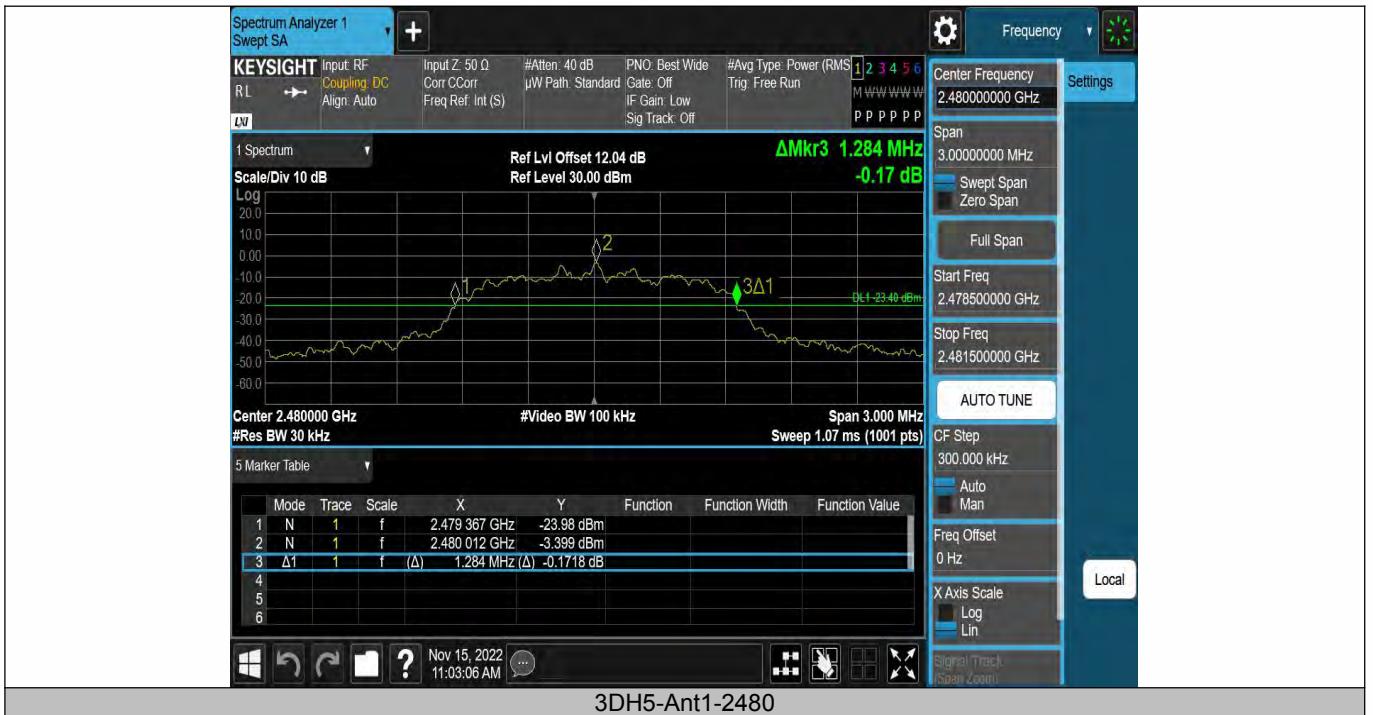 Spectrum Analyzer 1
Swept SA
Frequency
KEYSIGHT
RL
LXI
Input: RF
Coupling: DC
Align: Auto
Input Z: 50 Ω
Corr CCorr
Freq Ref: Int (S)
#Atten: 40 dB
µW Path: Standard
PNO: Best Wide
Gate: Off
IF Gain: Low
Sig Track: Off
#Avg Type: Power (RMS
Trig: Free Run
1 2 3 4 5 6
M W W W W W
P P P P P P
1 Spectrum
Scale/Div 10 dB
Ref Lvl Offset 12.04 dB
Ref Level 30.00 dBm
ΔMkr3 1.284 MHz
-0.17 dB
Log
20.0
10.0
0.00
-10.0
-20.0
-30.0
-40.0
-50.0
-60.0
1
2
3Δ1
DL1 -23.40 dBm
Center 2.480000 GHz
#Video BW 100 kHz
Span 3.000 MHz
#Res BW 30 kHz
Sweep 1.07 ms (1001 pts)
5 Marker Table
Mode Trace Scale X Y Function Function Width Function Value
1 N 1 f 2.479 367 GHz -23.98 dBm
2 N 1 f 2.480 012 GHz -3.399 dBm
3 Δ1 1 f (Δ) 1.284 MHz (Δ) -0.1718 dB
4
5
6
Nov 15, 2022
11:03:06 AM
?
Center Frequency
2.480000000 GHz
Settings
Span
3.00000000 MHz
Swept Span
Zero Span
Full Span
Start Freq
2.478500000 GHz
Stop Freq
2.481500000 GHz
AUTO TUNE
CF Step
300.000 kHz
Auto
Man
Freq Offset
0 Hz
X Axis Scale
Log
Lin
Signal Track
(Span Zoom)
Local
3DH5-Ant1-2480